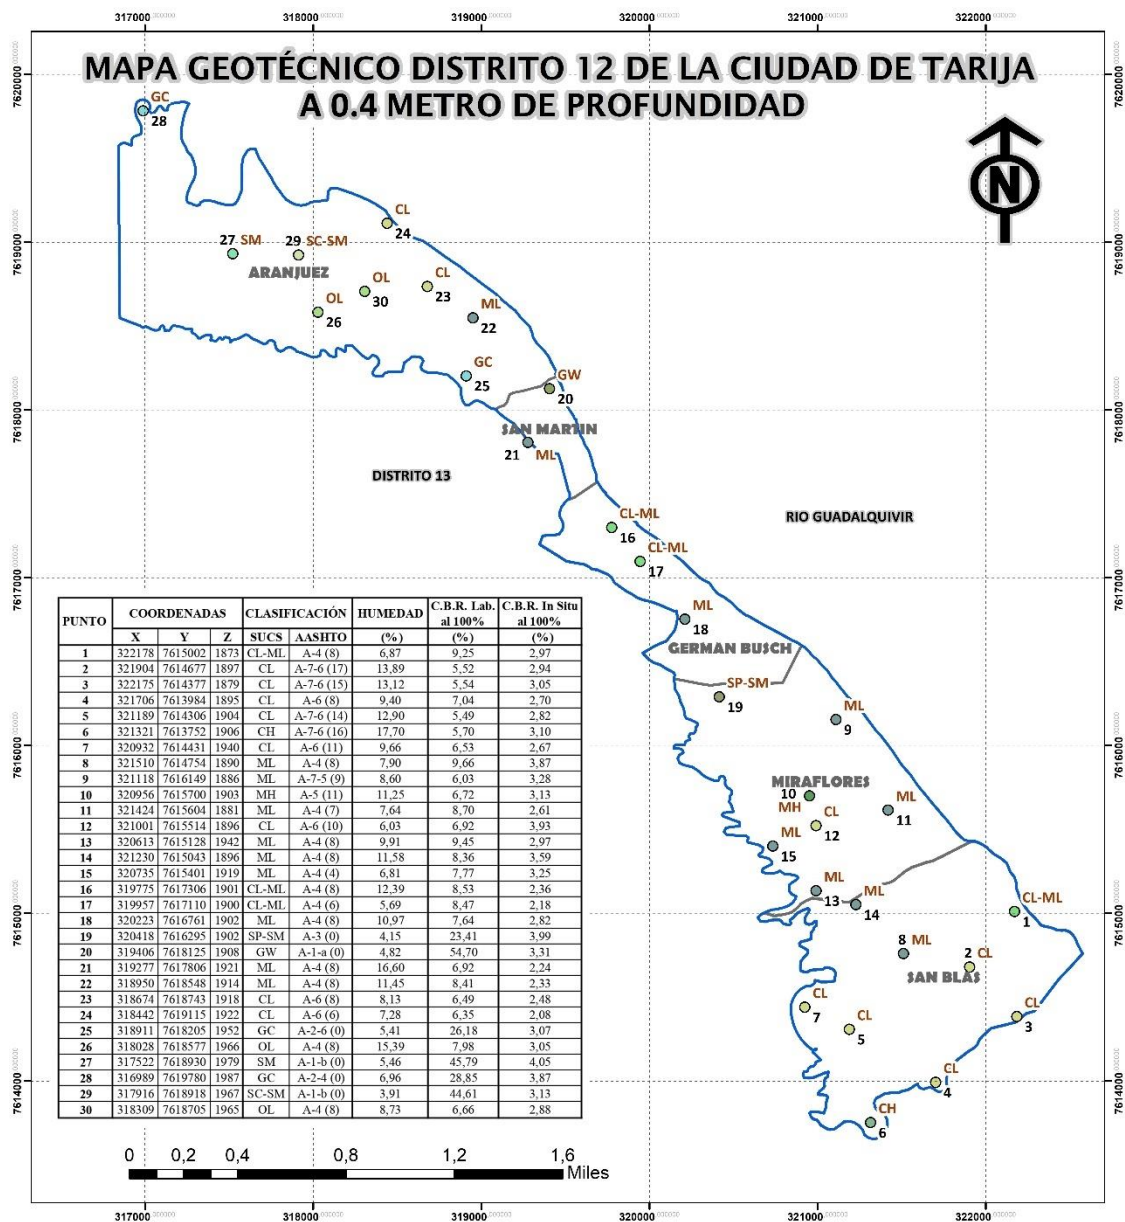 317000
318000
319000
320000
321000
322000
MAPA GEOTÉCNICO DISTRITO 12 DE LA CIUDAD DE TARIJA
A 0.4 METRO DE PROFUNDIDAD
7620000
7620000
GC
28
N
CL
24
7619000
7619000
27 SM
29 SC-SM
ARANJUEZ
CL
23
OL
30
OL
26
ML
22
GC
25
GW
20
7618000
7618000
SAN MARTIN
21 ML
DISTRITO 13
RIO GUADALQUIVIR
CL-ML
16
CL-ML
17
7617000
7617000
ML
18
GERMAN BUSCH
SP-SM
19
ML
9
7616000
7616000
MIRAFLORES
10
MH
ML
11
CL
12
ML
15
ML
13
ML
14
7615000
7615000
CL-ML
1
8 ML
2 CL
SAN BLAS
CL
7
CL
5
CL
3
7614000
7614000
CL
4
CH
6
PUNTO COORDENADAS CLASIFICACIÓN HUMEDAD C.B.R. Lab. al 100% C.B.R. In Situ al 100%
X Y Z SUCS AASHTO (%) (%) (%)
1 322178 7615002 1873 CL-ML A-4 (8) 6,87 9,25 2,97
2 321904 7614677 1897 CL A-7-6 (17) 13,89 5,52 2,94
3 322175 7614377 1879 CL A-7-6 (15) 13,12 5,54 3,05
4 321706 7613984 1895 CL A-6 (8) 9,40 7,04 2,70
5 321189 7614306 1904 CL A-7-6 (14) 12,90 5,49 2,82
6 321321 7613752 1906 CH A-7-6 (16) 17,70 5,70 3,10
7 320932 7614431 1940 CL A-6 (11) 9,66 6,53 2,67
8 321510 7614754 1890 ML A-4 (8) 7,90 9,66 3,87
9 321118 7616149 1886 ML A-7-5 (9) 8,60 6,03 3,28
10 320956 7615700 1903 MH A-5 (11) 11,25 6,72 3,13
11 321424 7615604 1881 ML A-4 (7) 7,64 8,70 2,61
12 321001 7615514 1896 CL A-6 (10) 6,03 6,92 3,93
13 320613 7615128 1942 ML A-4 (8) 9,91 9,45 2,97
14 321230 7615043 1896 ML A-4 (8) 11,58 8,36 3,59
15 320735 7615401 1919 ML A-4 (4) 6,81 7,77 3,25
16 319775 7617306 1901 CL-ML A-4 (8) 12,39 8,53 2,36
17 319957 7617110 1900 CL-ML A-4 (6) 5,69 8,47 2,18
18 320223 7616761 1902 ML A-4 (8) 10,97 7,64 2,82
19 320418 7616295 1902 SP-SM A-3 (0) 4,15 23,41 3,99
20 319406 7618125 1908 GW A-1-a (0) 4,82 54,70 3,31
21 319277 7617806 1921 ML A-4 (8) 16,60 6,92 2,24
22 318950 7618548 1914 ML A-4 (8) 11,45 8,41 2,33
23 318674 7618743 1918 CL A-6 (8) 8,13 6,49 2,48
24 318442 7619115 1922 CL A-6 (6) 7,28 6,35 2,08
25 318911 7618205 1952 GC A-2-6 (0) 5,41 26,18 3,07
26 318028 7618577 1966 OL A-4 (8) 15,39 7,98 3,05
27 317522 7618930 1979 SM A-1-b (0) 5,46 45,79 4,05
28 316989 7619780 1987 GC A-2-4 (0) 6,96 28,85 3,87
29 317916 7618918 1967 SC-SM A-1-b (0) 3,91 44,61 3,13
30 318309 7618705 1965 OL A-4 (8) 8,73 6,66 2,88
0 0,2 0,4 0,8 1,2 1,6
Miles
317000
318000
319000
320000
321000
322000